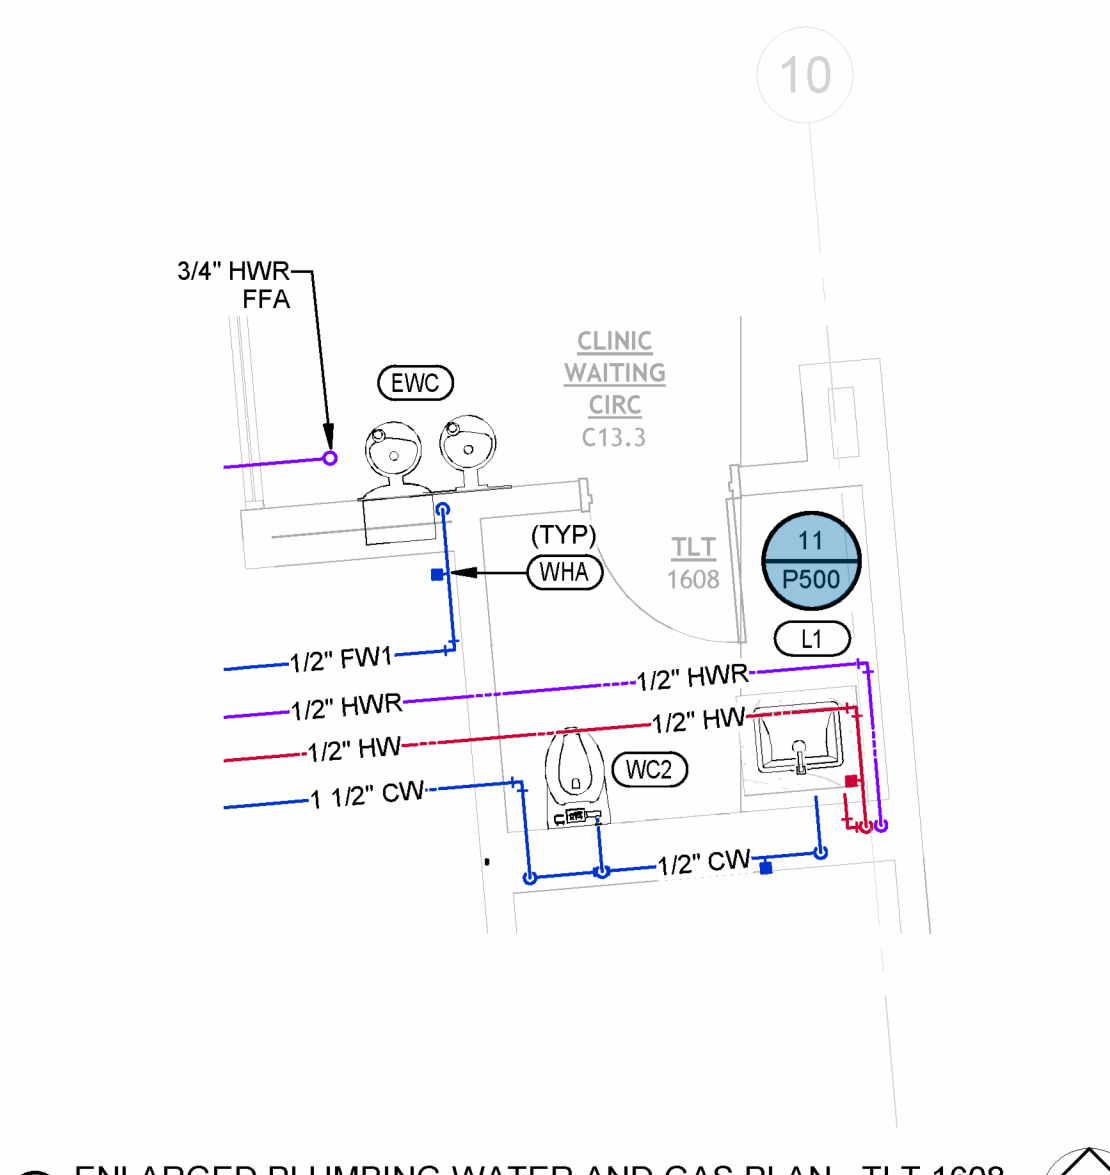 10
3/4" HWR
FFA
CLINIC
WAITING
CIRC
C13.3
EWC
(TYP)
WHA
TLT
1608
11
P500
L1
1/2" FW1
1/2" HWR
1/2" HWR
1/2" HW
1/2" HW
WC2
1 1/2" CW
1/2" CW
ENLARGED PLUMBING WATER AND GAS PLAN - TLT 1608